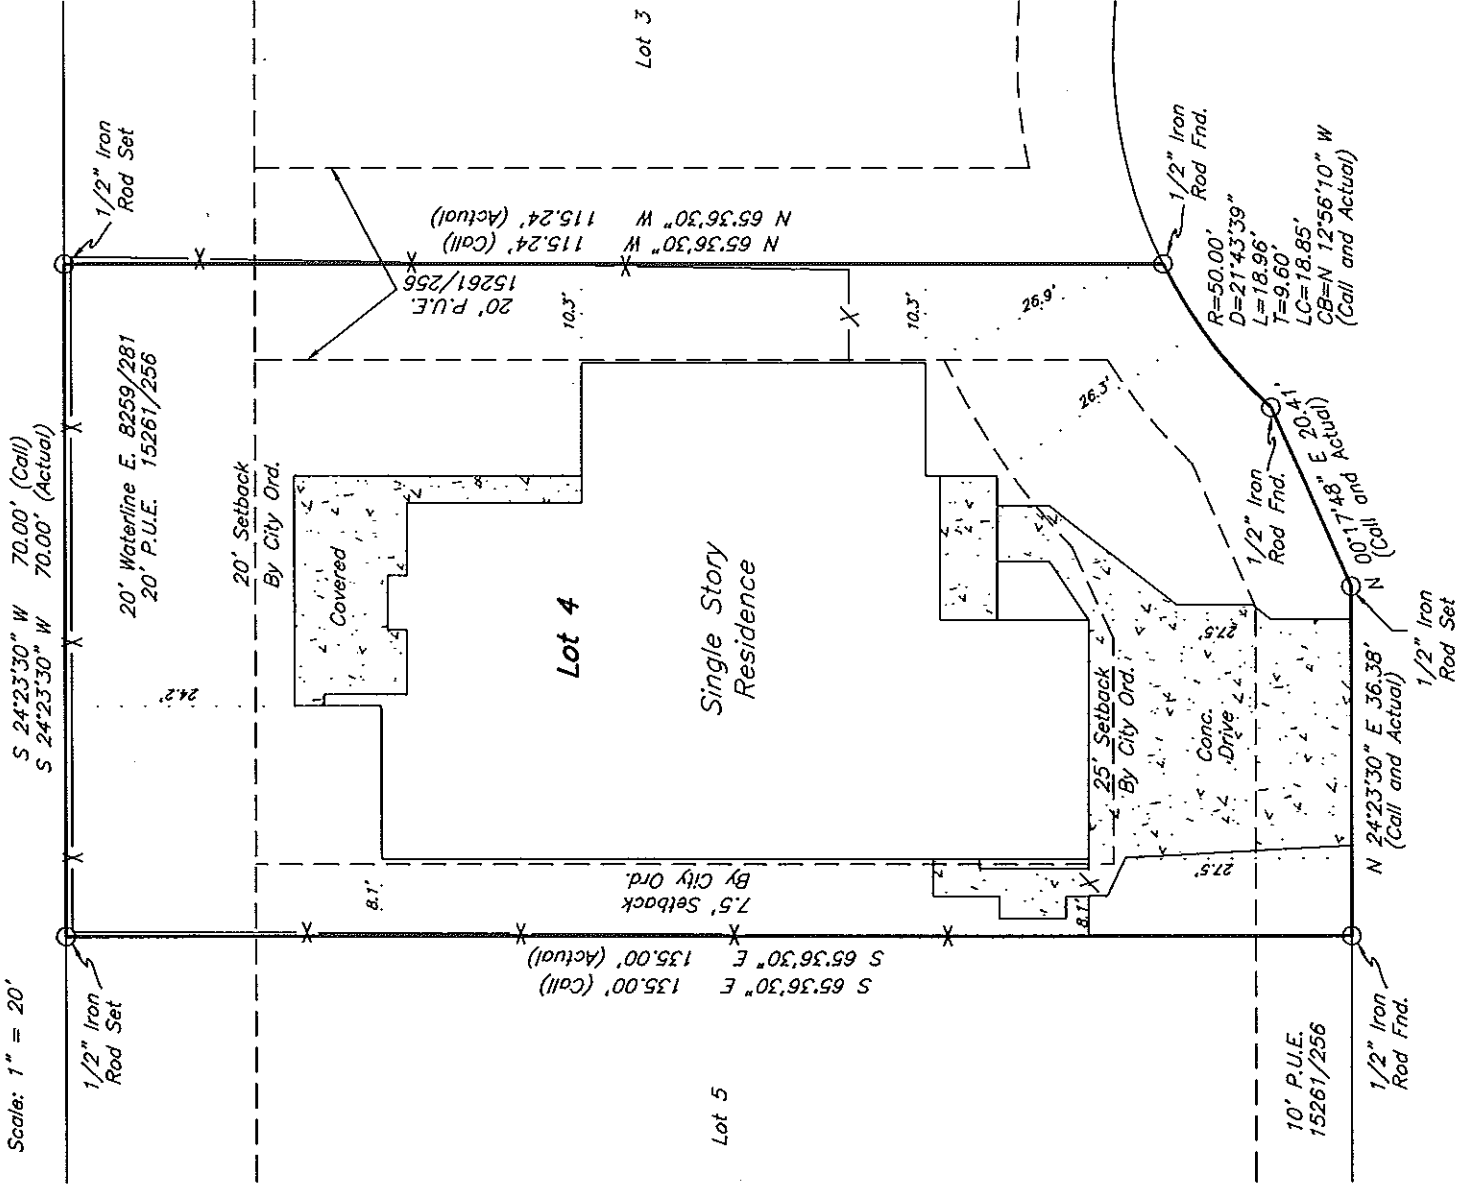 Scale: 1" = 20'
S 24°23'30" W 70.00' (Call)
S 24°23'30" W 70.00' (Actual)
1/2" Iron
Rod Set
1/2" Iron
Rod Set
20' Waterline E. 8259/281
20' P.U.E. 15261/256
20' Setback
By City Ord.
24.2'
Covered
Lot 4
Single Story
Residence
Lot 3
Lot 5
N 65°36'30" W 115.24' (Call)
N 65°36'30" W 115.24' (Actual)
20' P.U.E.
15261/256
10.3'
10.3'
26.9'
26.3'
8.1'
8.1'
7.5' Setback
By City Ord.
S 65°36'30" E 135.00' (Call)
S 65°36'30" E 135.00' (Actual)
25' Setback
By City Ord.
Conc.
Drive
27.5'
27.5'
1/2" Iron
Rod Fnd.
R=50.00'
D=21°43'39"
L=18.96'
T=9.60'
LC=18.85'
CB=N 12°56'10" W
(Call and Actual)
1/2" Iron
Rod Fnd.
N 00°17'48" E 20.41'
(Call and Actual)
1/2" Iron
Rod Set
N 24°23'30" E 36.38'
(Call and Actual)
10' P.U.E.
15261/256
1/2" Iron
Rod Fnd.